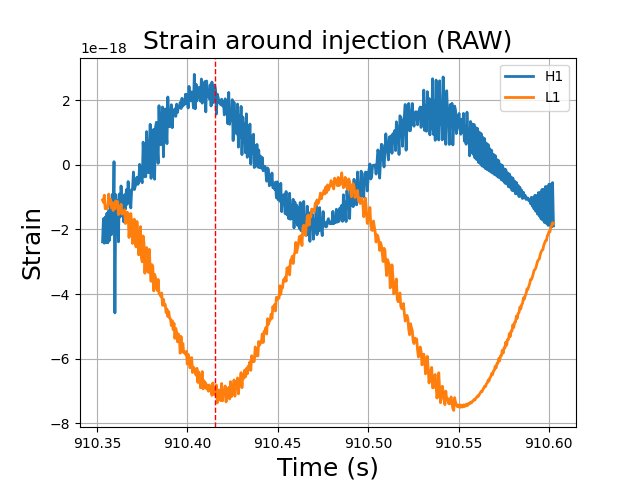 Strain around injection (RAW)
1e−18
H1
L1
2
0
−2
−4
−6
−8
Strain
910.35 910.40 910.45 910.50 910.55 910.60
Time (s)